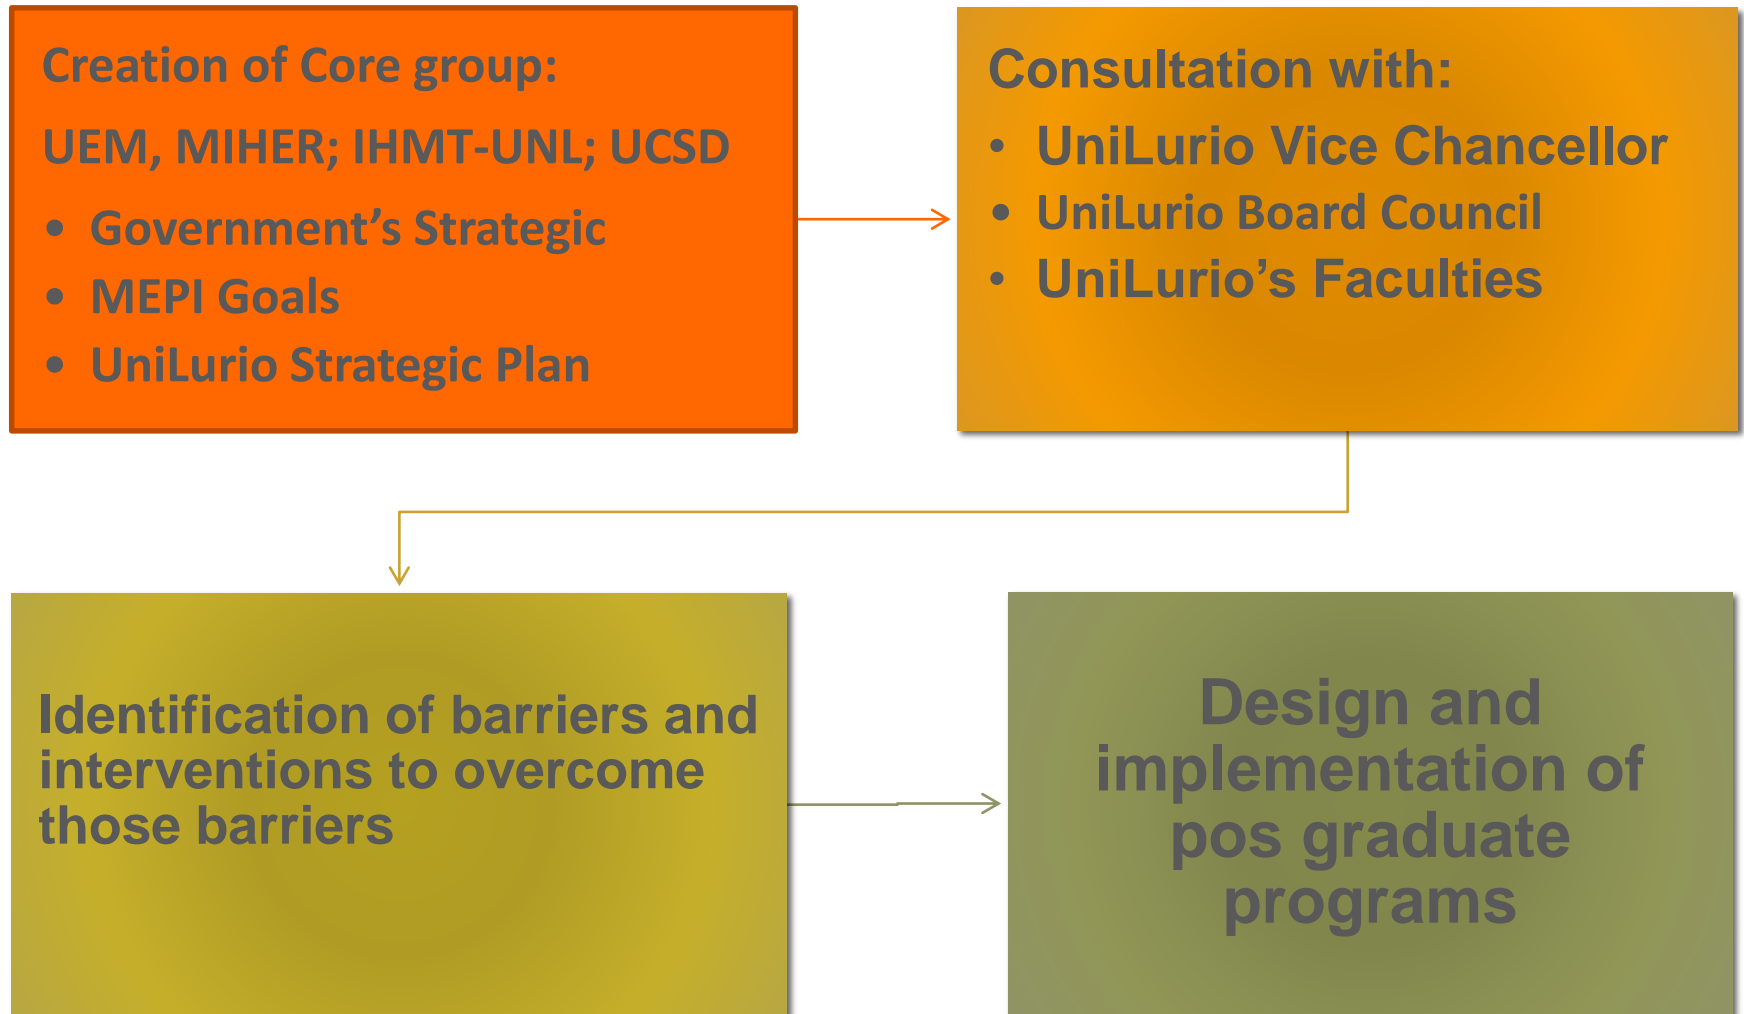 Creation of Core group:
UEM, MIHER; IHMT-UNL; UCSD
• Government’s Strategic
• MEPI Goals
• UniLurio Strategic Plan
Consultation with:
• UniLurio Vice Chancellor
• UniLurio Board Council
• UniLurio’s Faculties
Identification of barriers and
interventions to overcome
those barriers
Design and
implementation of
pos graduate
programs